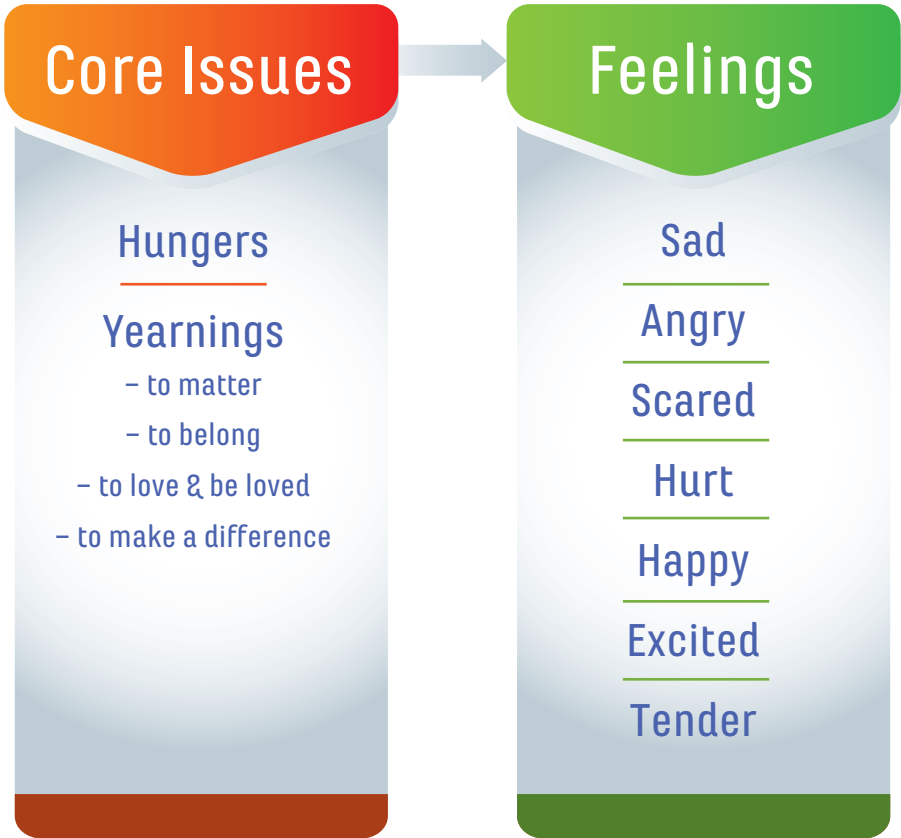 Core Issues
Hungers
Yearnings
– to matter
– to belong
– to love & be loved
– to make a difference
Feelings
Sad
Angry
Scared
Hurt
Happy
Excited
Tender